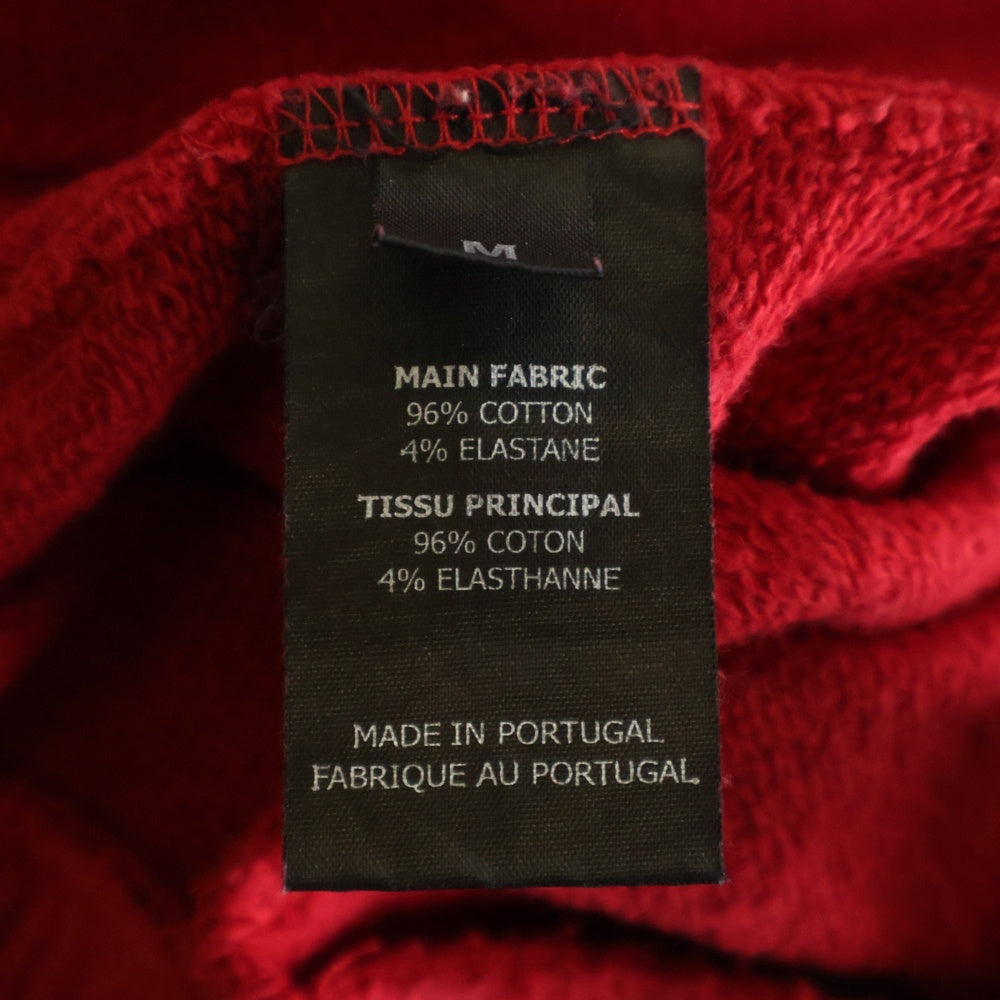 M
MAIN FABRIC
96% COTTON
4% ELASTANE
TISSU PRINCIPAL
96% COTON
4% ELASTHANNE
MADE IN PORTUGAL
FABRIQUE AU PORTUGAL